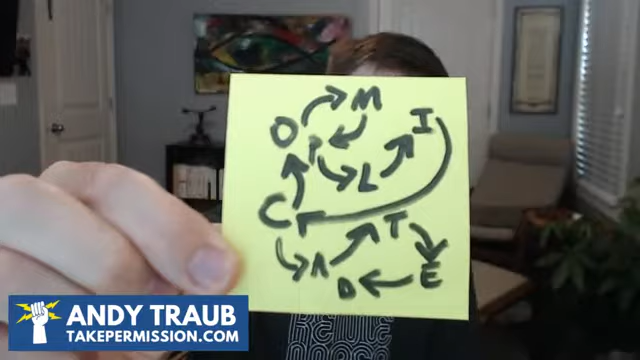 O M
P L I
C A T
D E
ANDY TRAUB
TAKEPERMISSION.COM